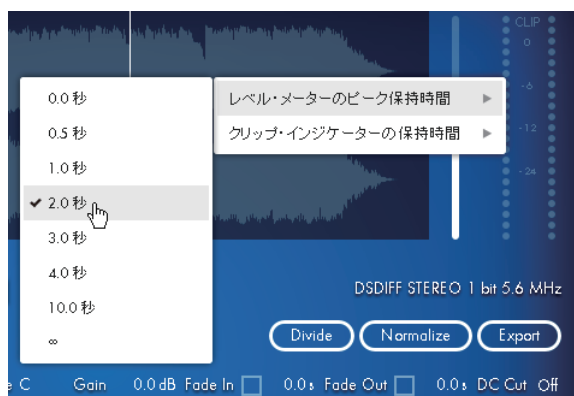 CLIP
0
-6
-12
-24
レベル・メーターのピーク保持時間
クリップ・インジケーターの保持時間
0.0 秒
0.5 秒
1.0 秒
2.0 秒
3.0 秒
4.0 秒
10.0 秒
∞
DSDIFF STEREO 1 bit 5.6 MHz
Divide Normalize Export
C Gain 0.0 dB Fade In 0.0 s Fade Out 0.0 s DC Cut Off